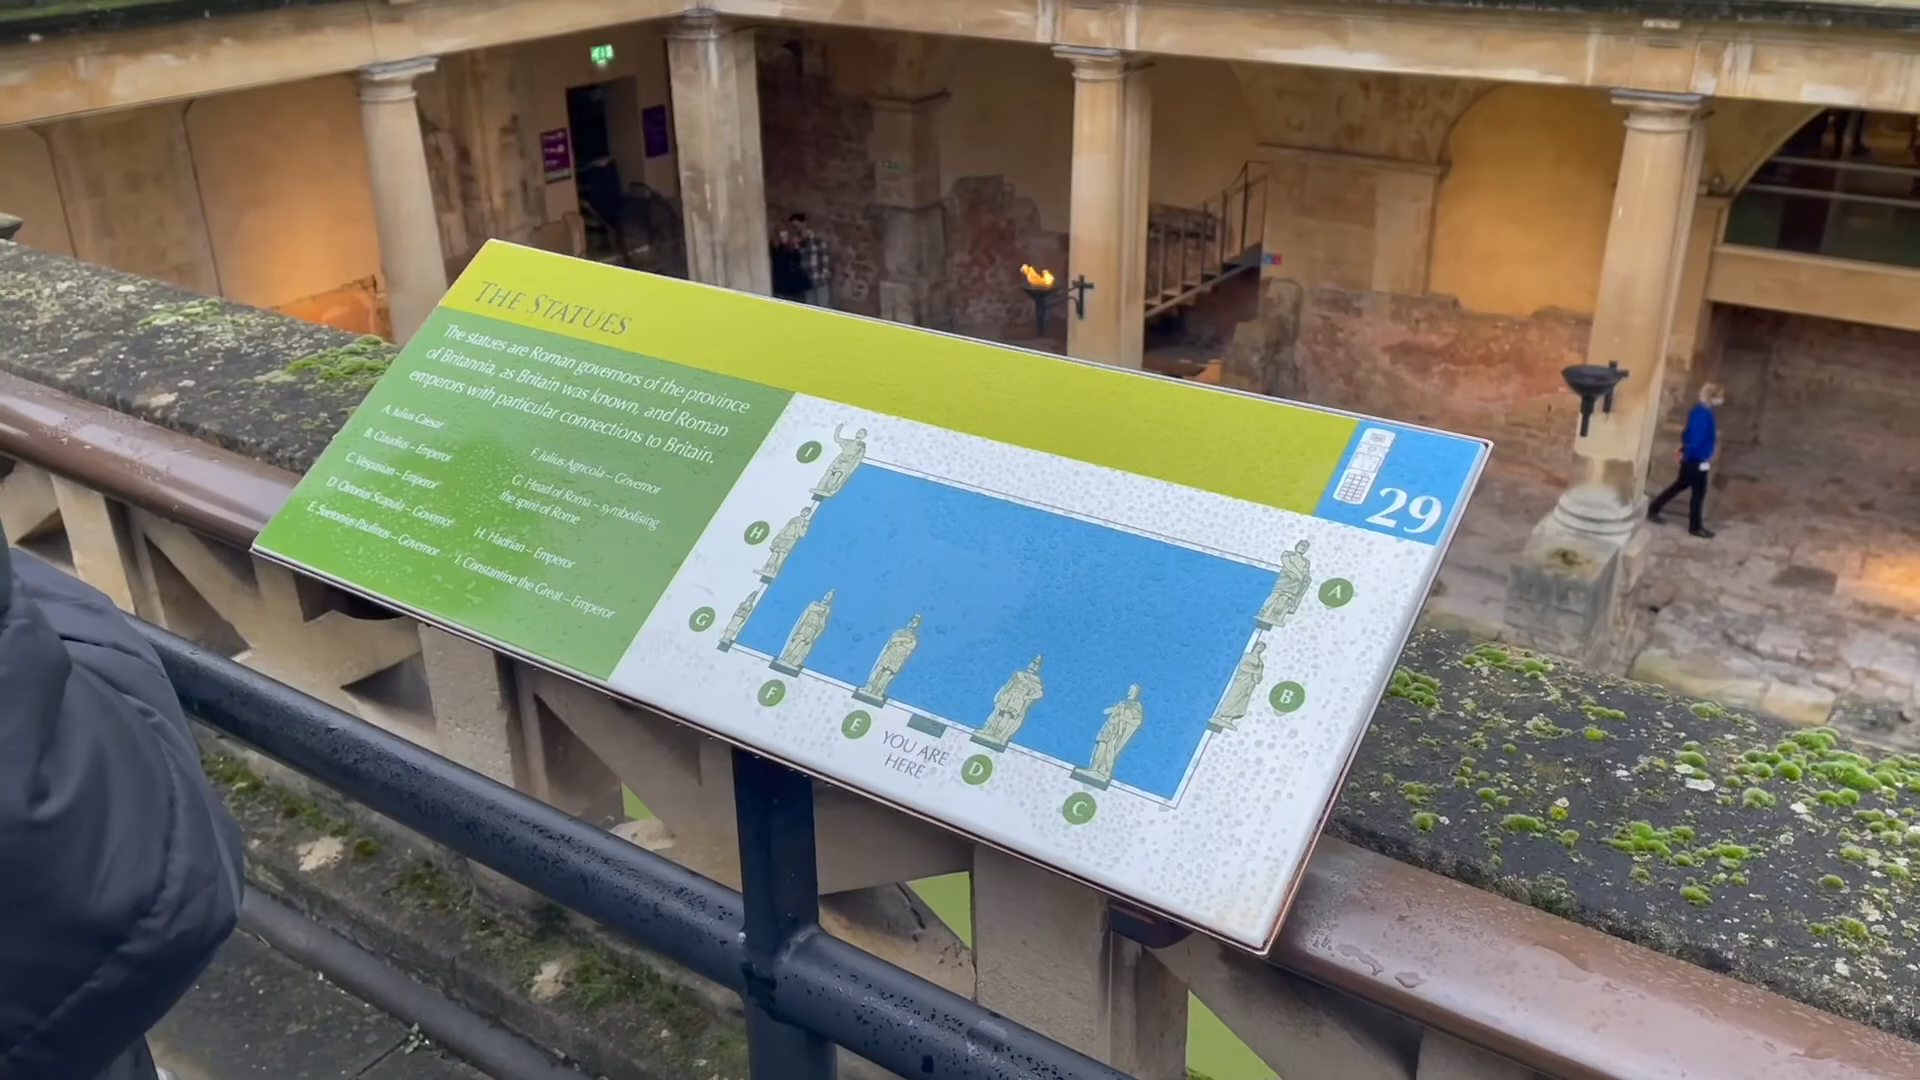 THE STATUES
The statues are Roman governors of the province
of Britannia, as Britain was known, and Roman
emperors with particular connections to Britain.
A. Julius Caesar
B. Claudius – Emperor
C. Vespasian – Emperor
D. Ostorius Scapula – Governor
E. Suetonius Paulinus – Governor
F. Julius Agricola – Governor
G. Head of Roma – symbolising
the spirit of Rome
H. Hadrian – Emperor
I. Constantine the Great – Emperor
29
I
H
G
F
E
YOU ARE
HERE
D
C
B
A